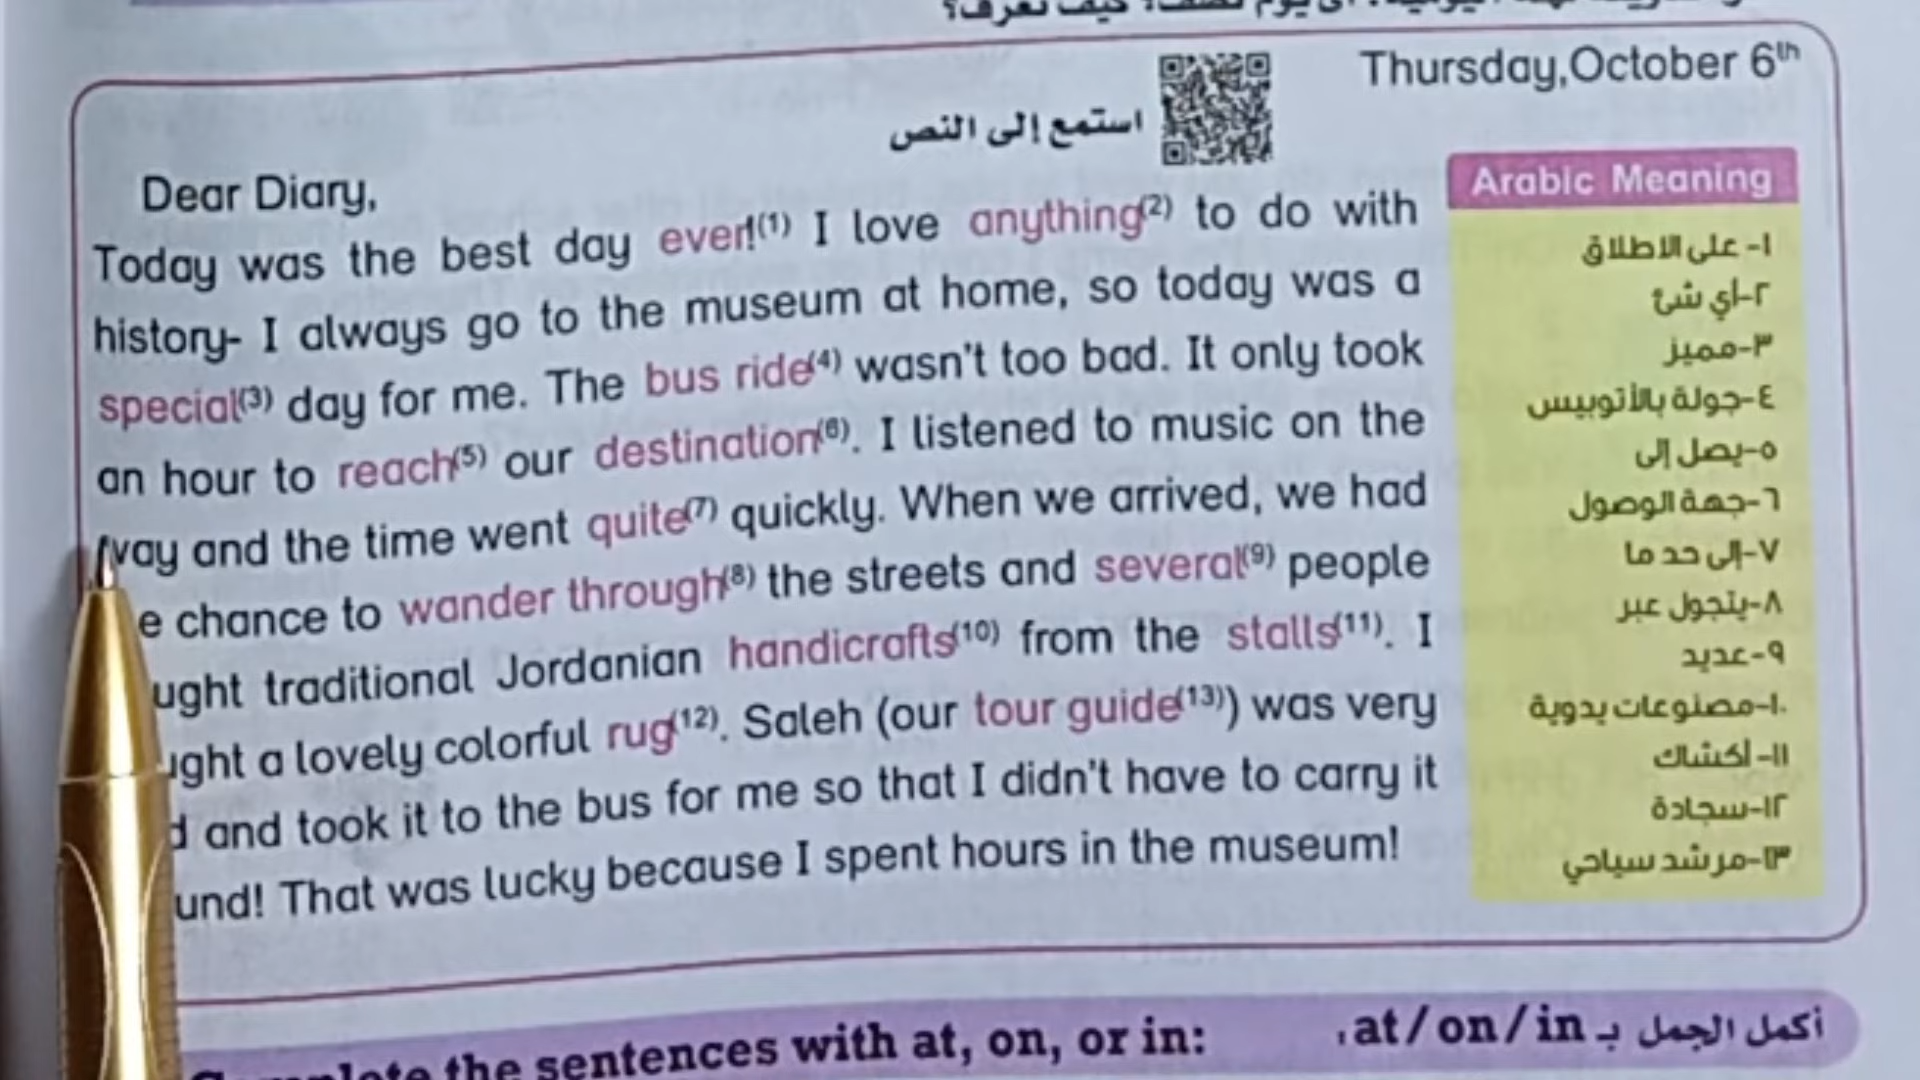 Thursday,October 6th
استمع إلى النص
Dear Diary,
Today was the best day ever!(1) I love anything(2) to do with
history- I always go to the museum at home, so today was a
special(3) day for me. The bus ride(4) wasn't too bad. It only took
an hour to reach(5) our destination(6). I listened to music on the
way and the time went quite(7) quickly. When we arrived, we had
e chance to wander through(8) the streets and several(9) people
ught traditional Jordanian handicrafts(10) from the stalls(11). I
ught a lovely colorful rug(12). Saleh (our tour guide(13)) was very
d and took it to the bus for me so that I didn't have to carry it
und! That was lucky because I spent hours in the museum!
Arabic Meaning
١- على الاطلاق
٢-أي شئ
٣-مميز
٤-جولة بالأتوبيس
٥-يصل إلى
٦-جهة الوصول
٧-إلى حد ما
٨-يتجول عبر
٩-عديد
١٠-مصنوعات يدوية
١١- أكشاك
١٢-سجادة
١٣-مرشد سياحي
Complete the sentences with at, on, or in:
أكمل الجمل بـ at/on/in